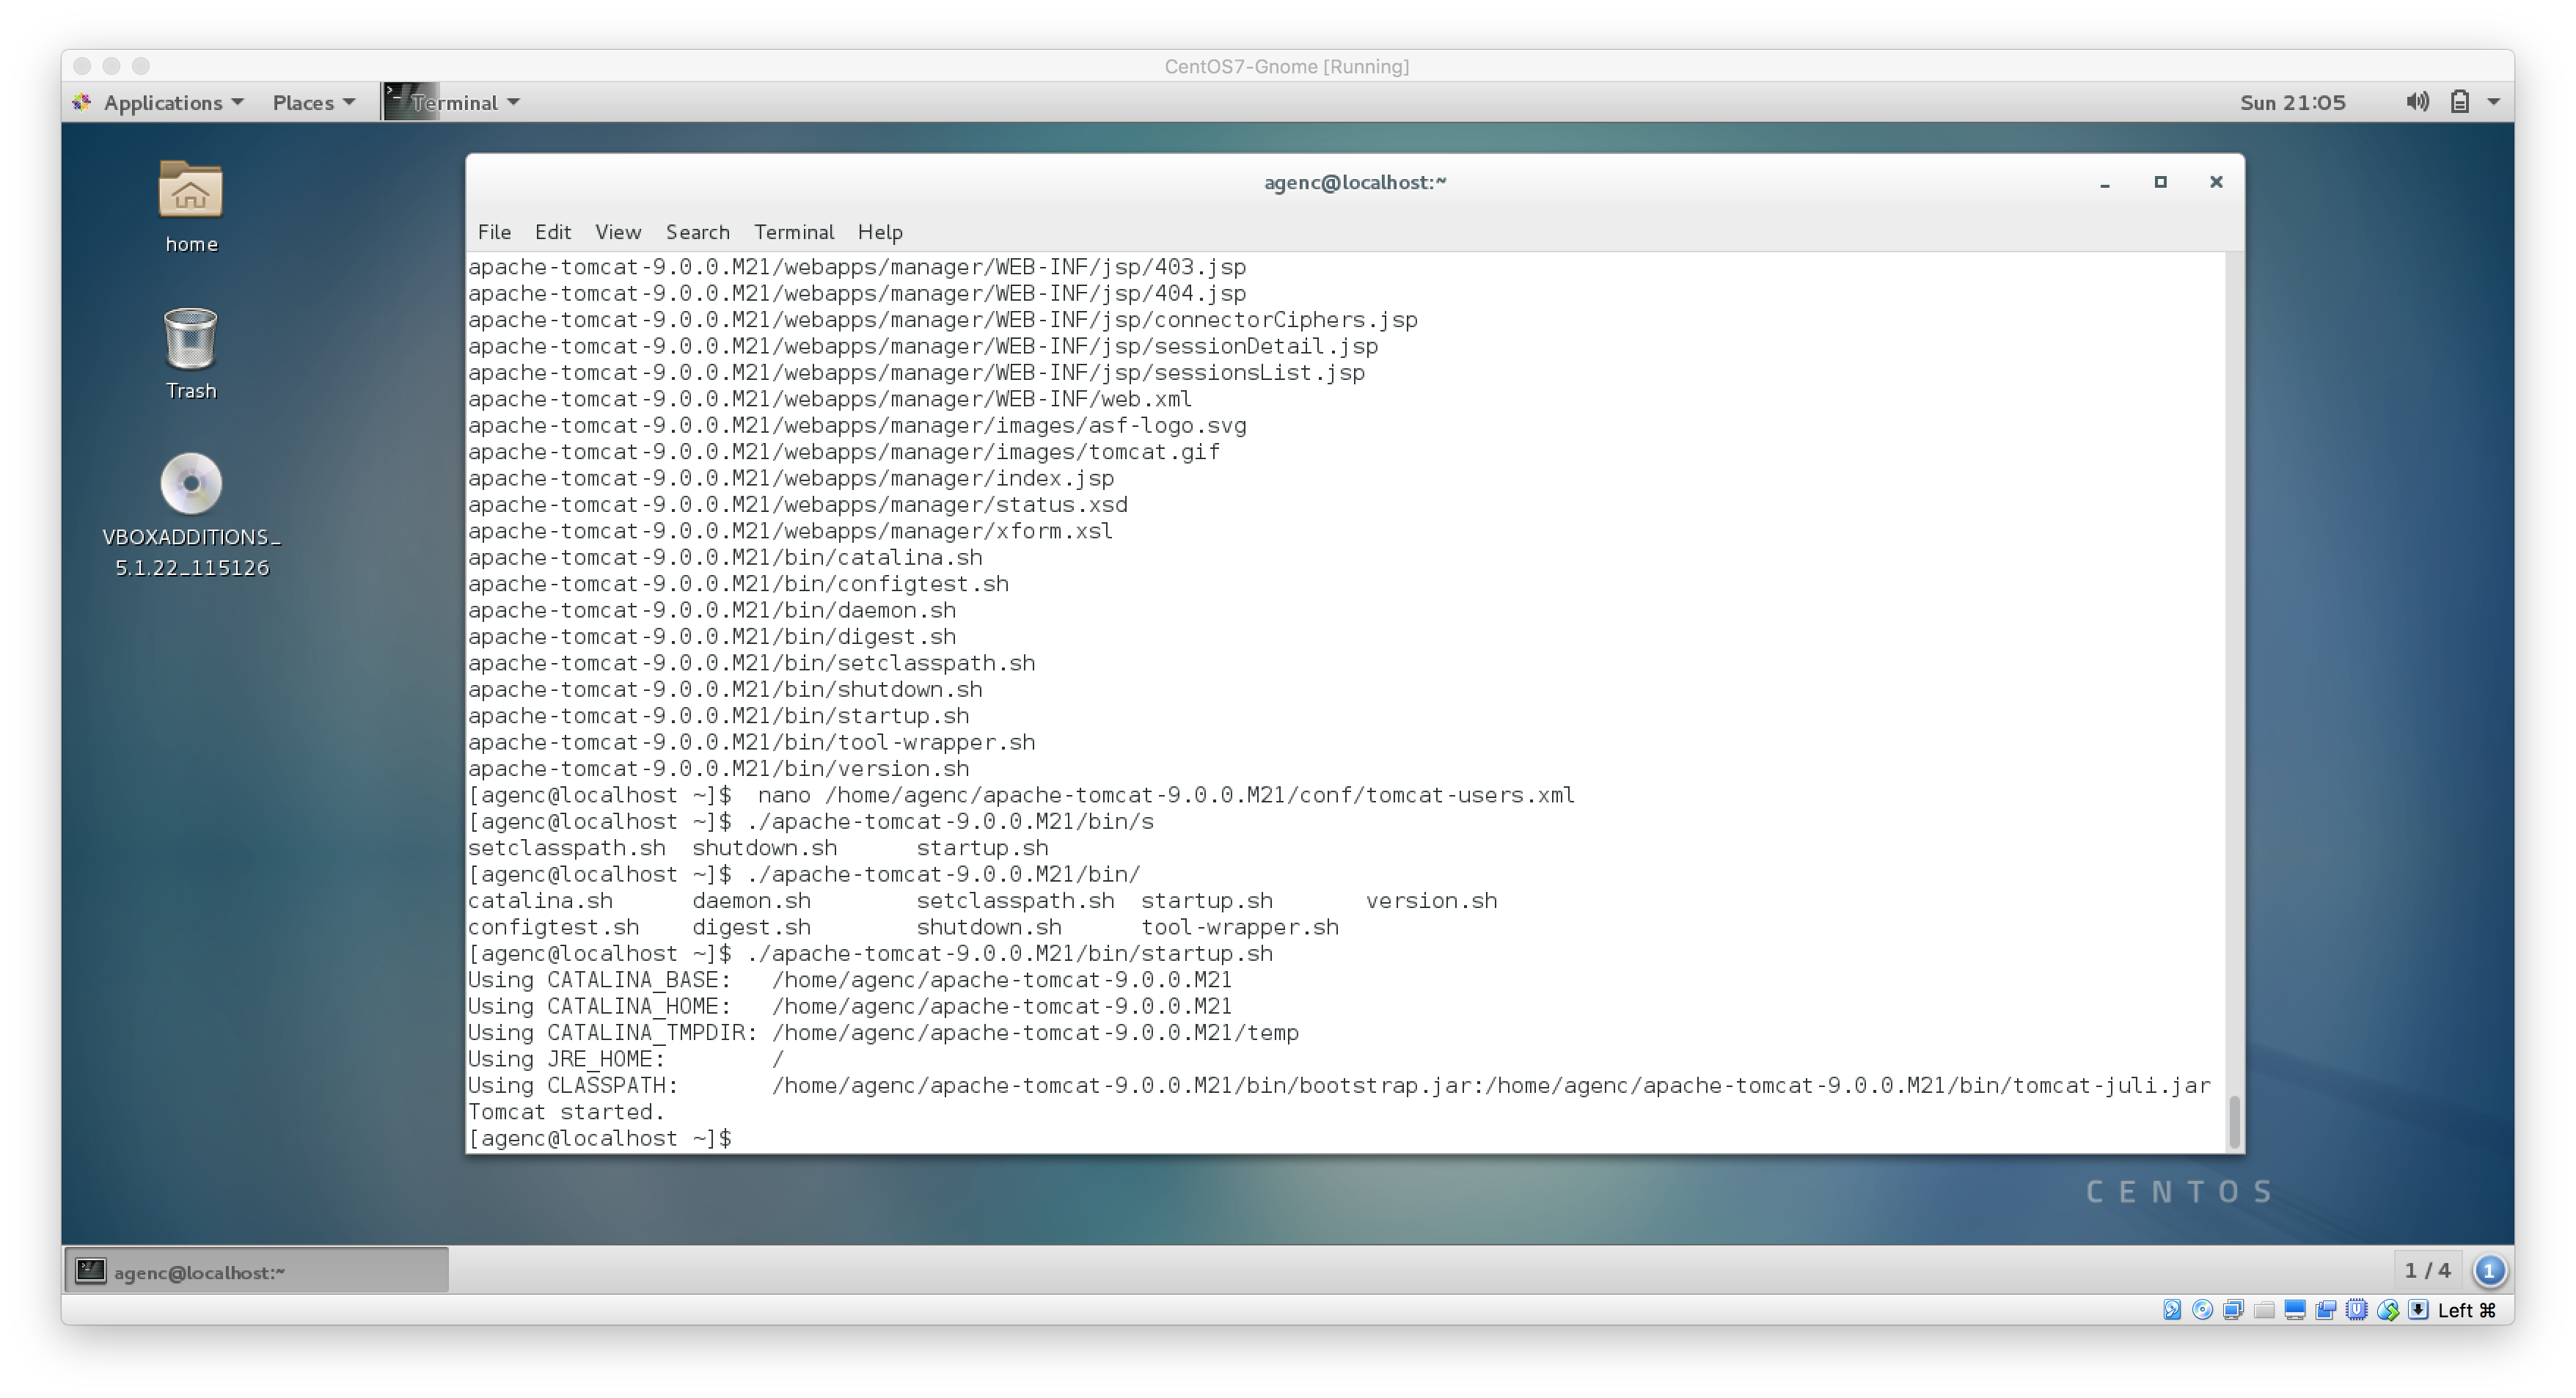 CentOS7-Gnome [Running]
Applications Places Terminal Sun 21:05
home
Trash
VBOXADDITIONS_
5.1.22_115126
agenc@localhost:~
File Edit View Search Terminal Help
apache-tomcat-9.0.0.M21/webapps/manager/WEB-INF/jsp/403.jsp
apache-tomcat-9.0.0.M21/webapps/manager/WEB-INF/jsp/404.jsp
apache-tomcat-9.0.0.M21/webapps/manager/WEB-INF/jsp/connectorCiphers.jsp
apache-tomcat-9.0.0.M21/webapps/manager/WEB-INF/jsp/sessionDetail.jsp
apache-tomcat-9.0.0.M21/webapps/manager/WEB-INF/jsp/sessionsList.jsp
apache-tomcat-9.0.0.M21/webapps/manager/WEB-INF/web.xml
apache-tomcat-9.0.0.M21/webapps/manager/images/asf-logo.svg
apache-tomcat-9.0.0.M21/webapps/manager/images/tomcat.gif
apache-tomcat-9.0.0.M21/webapps/manager/index.jsp
apache-tomcat-9.0.0.M21/webapps/manager/status.xsd
apache-tomcat-9.0.0.M21/webapps/manager/xform.xsl
apache-tomcat-9.0.0.M21/bin/catalina.sh
apache-tomcat-9.0.0.M21/bin/configtest.sh
apache-tomcat-9.0.0.M21/bin/daemon.sh
apache-tomcat-9.0.0.M21/bin/digest.sh
apache-tomcat-9.0.0.M21/bin/setclasspath.sh
apache-tomcat-9.0.0.M21/bin/shutdown.sh
apache-tomcat-9.0.0.M21/bin/startup.sh
apache-tomcat-9.0.0.M21/bin/tool-wrapper.sh
apache-tomcat-9.0.0.M21/bin/version.sh
[agenc@localhost ~]$  nano /home/agenc/apache-tomcat-9.0.0.M21/conf/tomcat-users.xml
[agenc@localhost ~]$ ./apache-tomcat-9.0.0.M21/bin/s
setclasspath.sh  shutdown.sh      startup.sh
[agenc@localhost ~]$ ./apache-tomcat-9.0.0.M21/bin/
catalina.sh      daemon.sh        setclasspath.sh  startup.sh       version.sh
configtest.sh    digest.sh        shutdown.sh      tool-wrapper.sh
[agenc@localhost ~]$ ./apache-tomcat-9.0.0.M21/bin/startup.sh
Using CATALINA_BASE:   /home/agenc/apache-tomcat-9.0.0.M21
Using CATALINA_HOME:   /home/agenc/apache-tomcat-9.0.0.M21
Using CATALINA_TMPDIR: /home/agenc/apache-tomcat-9.0.0.M21/temp
Using JRE_HOME:        /
Using CLASSPATH:       /home/agenc/apache-tomcat-9.0.0.M21/bin/bootstrap.jar:/home/agenc/apache-tomcat-9.0.0.M21/bin/tomcat-juli.jar
Tomcat started.
[agenc@localhost ~]$
CENTOS
agenc@localhost:~ 1 / 4 1
Left ⌘